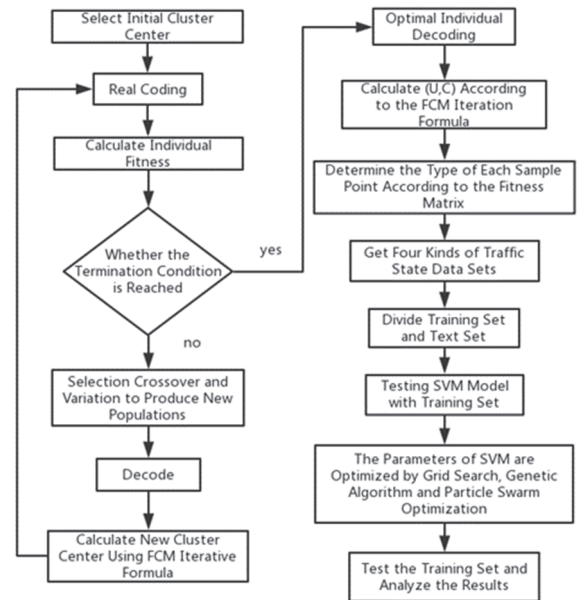 Select Initial Cluster
Center
Real Coding
Calculate Individual
Fitness
Whether the
Termination Condition
is Reached
yes
no
Selection Crossover and
Variation to Produce New
Populations
Decode
Calculate New Cluster
Center Using FCM Iterative
Formula
Optimal Individual
Decoding
Calculate (U,C) According
to the FCM Iteration
Formula
Determine the Type of Each Sample
Point According to the Fitness
Matrix
Get Four Kinds of Traffic
State Data Sets
Divide Training Set
and Text Set
Testing SVM Model
with Training Set
The Parameters of SVM are
Optimized by Grid Search, Genetic
Algorithm and Particle Swarm
Optimization
Test the Training Set and
Analyze the Results